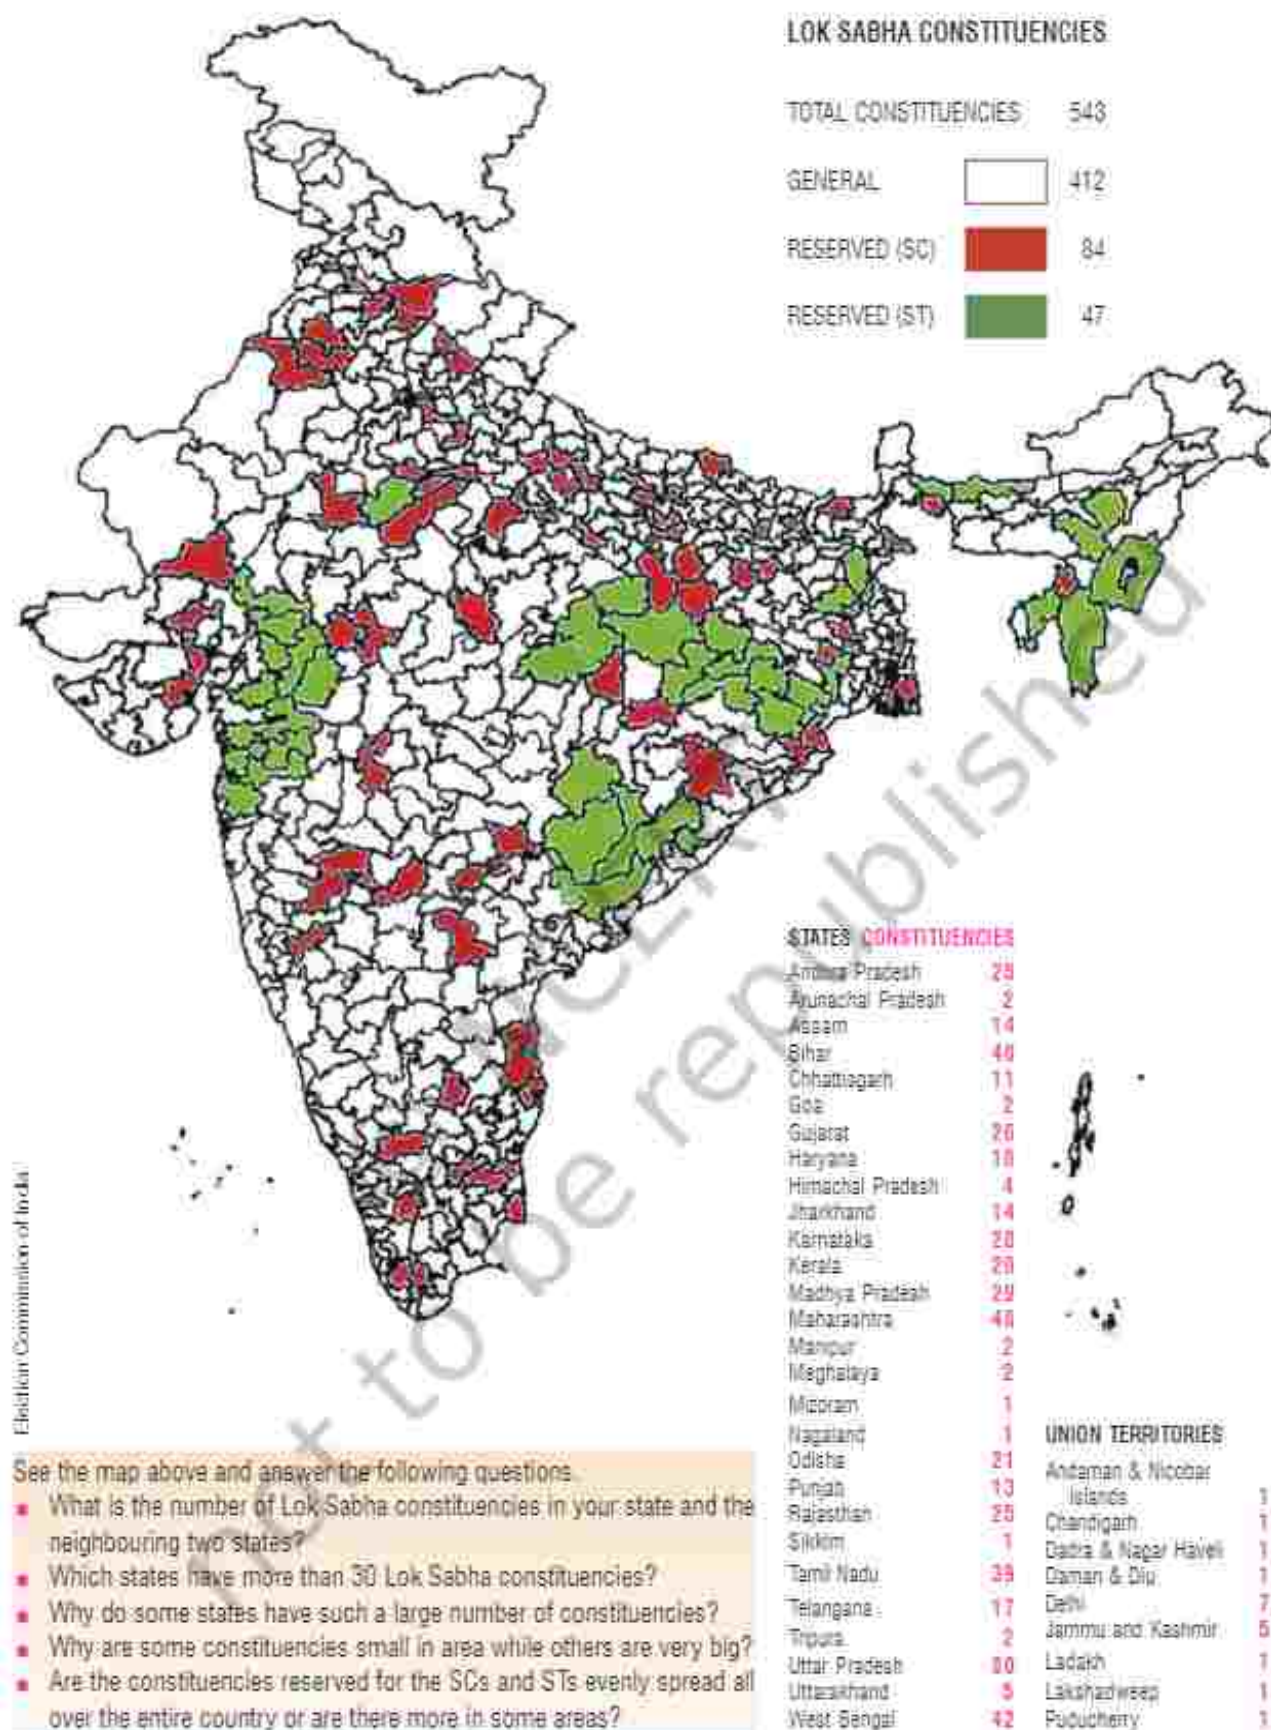 LOK SABHA CONSTITUENCIES
TOTAL CONSTITUENCIES 543
GENERAL 412
RESERVED (SC) 84
RESERVED (ST) 47
STATES CONSTITUENCIES
Andhra Pradesh 25
Arunachal Pradesh 2
Assam 14
Bihar 40
Chhattisgarh 11
Goa 2
Gujarat 26
Haryana 10
Himachal Pradesh 4
Jharkhand 14
Karnataka 28
Kerala 20
Madhya Pradesh 29
Maharashtra 48
Manipur 2
Meghalaya 2
Mizoram 1
Nagaland 1
Odisha 21
Punjab 13
Rajasthan 25
Sikkim 1
Tamil Nadu 39
Telangana 17
Tripura 2
Uttar Pradesh 80
Uttarakhand 5
West Bengal 42
UNION TERRITORIES
Andaman & Nicobar
Islands 1
Chandigarh 1
Dadra & Nagar Haveli 1
Daman & Diu 1
Delhi 7
Jammu and Kashmir 5
Ladakh 1
Lakshadweep 1
Puducherry 1
Election Commission of India
See the map above and answer the following questions.
What is the number of Lok Sabha constituencies in your state and the
neighbouring two states?
Which states have more than 30 Lok Sabha constituencies?
Why do some states have such a large number of constituencies?
Why are some constituencies small in area while others are very big?
Are the constituencies reserved for the SCs and STs evenly spread all
over the entire country or are there more in some areas?
not to be republished